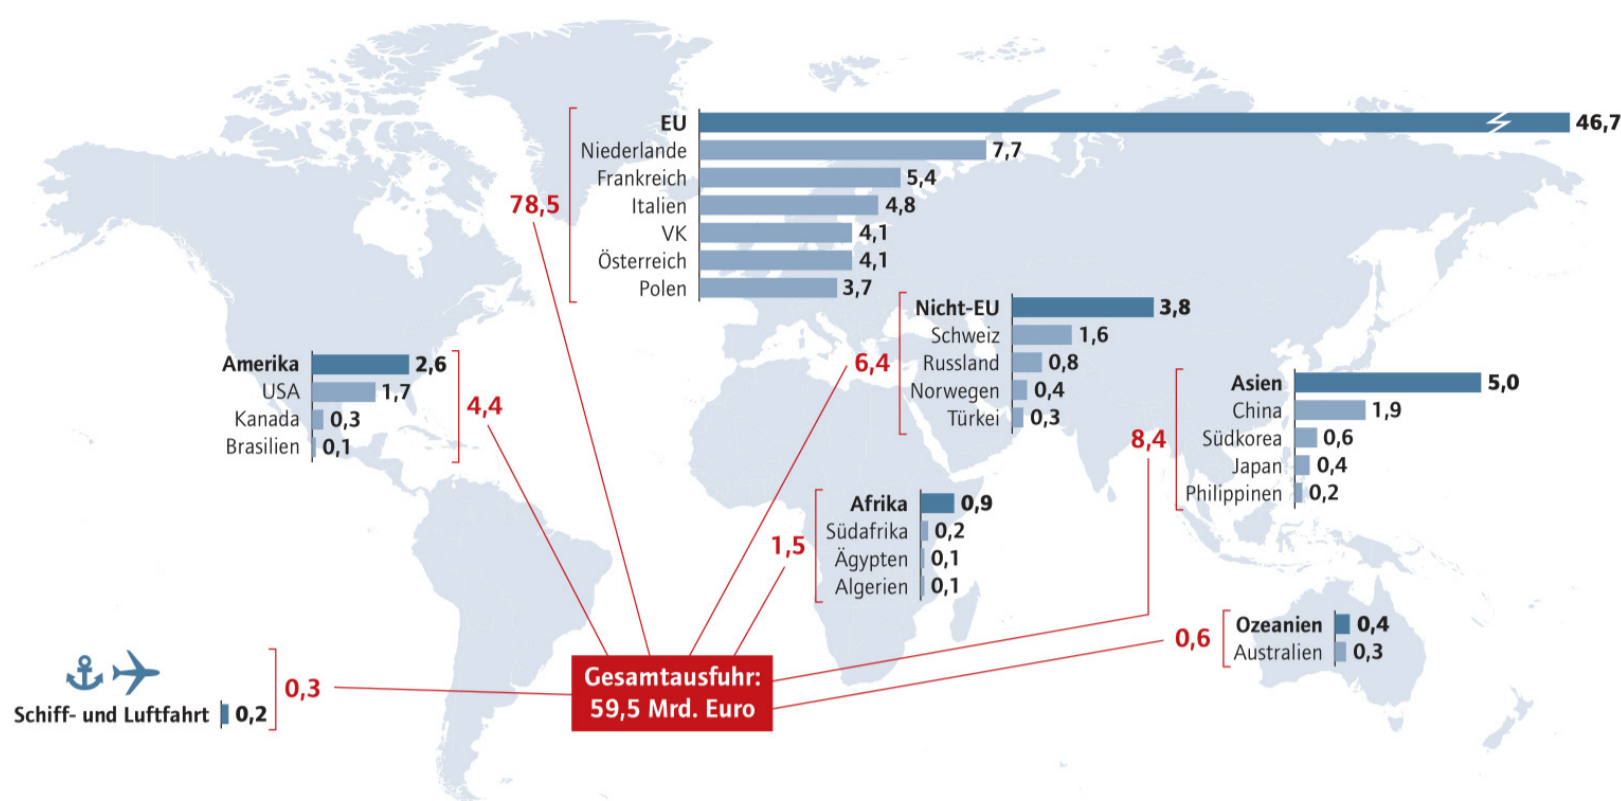 EU 46,7
Niederlande 7,7
Frankreich 5,4
Italien 4,8
VK 4,1
Österreich 4,1
Polen 3,7
78,5
Nicht-EU 3,8
Schweiz 1,6
Russland 0,8
Norwegen 0,4
Türkei 0,3
6,4
Amerika 2,6
USA 1,7
Kanada 0,3
Brasilien 0,1
4,4
Asien 5,0
China 1,9
Südkorea 0,6
Japan 0,4
Philippinen 0,2
8,4
Afrika 0,9
Südafrika 0,2
Ägypten 0,1
Algerien 0,1
1,5
Ozeanien 0,4
Australien 0,3
0,6
Schiff- und Luftfahrt 0,2
0,3
Gesamtausfuhr:
59,5 Mrd. Euro